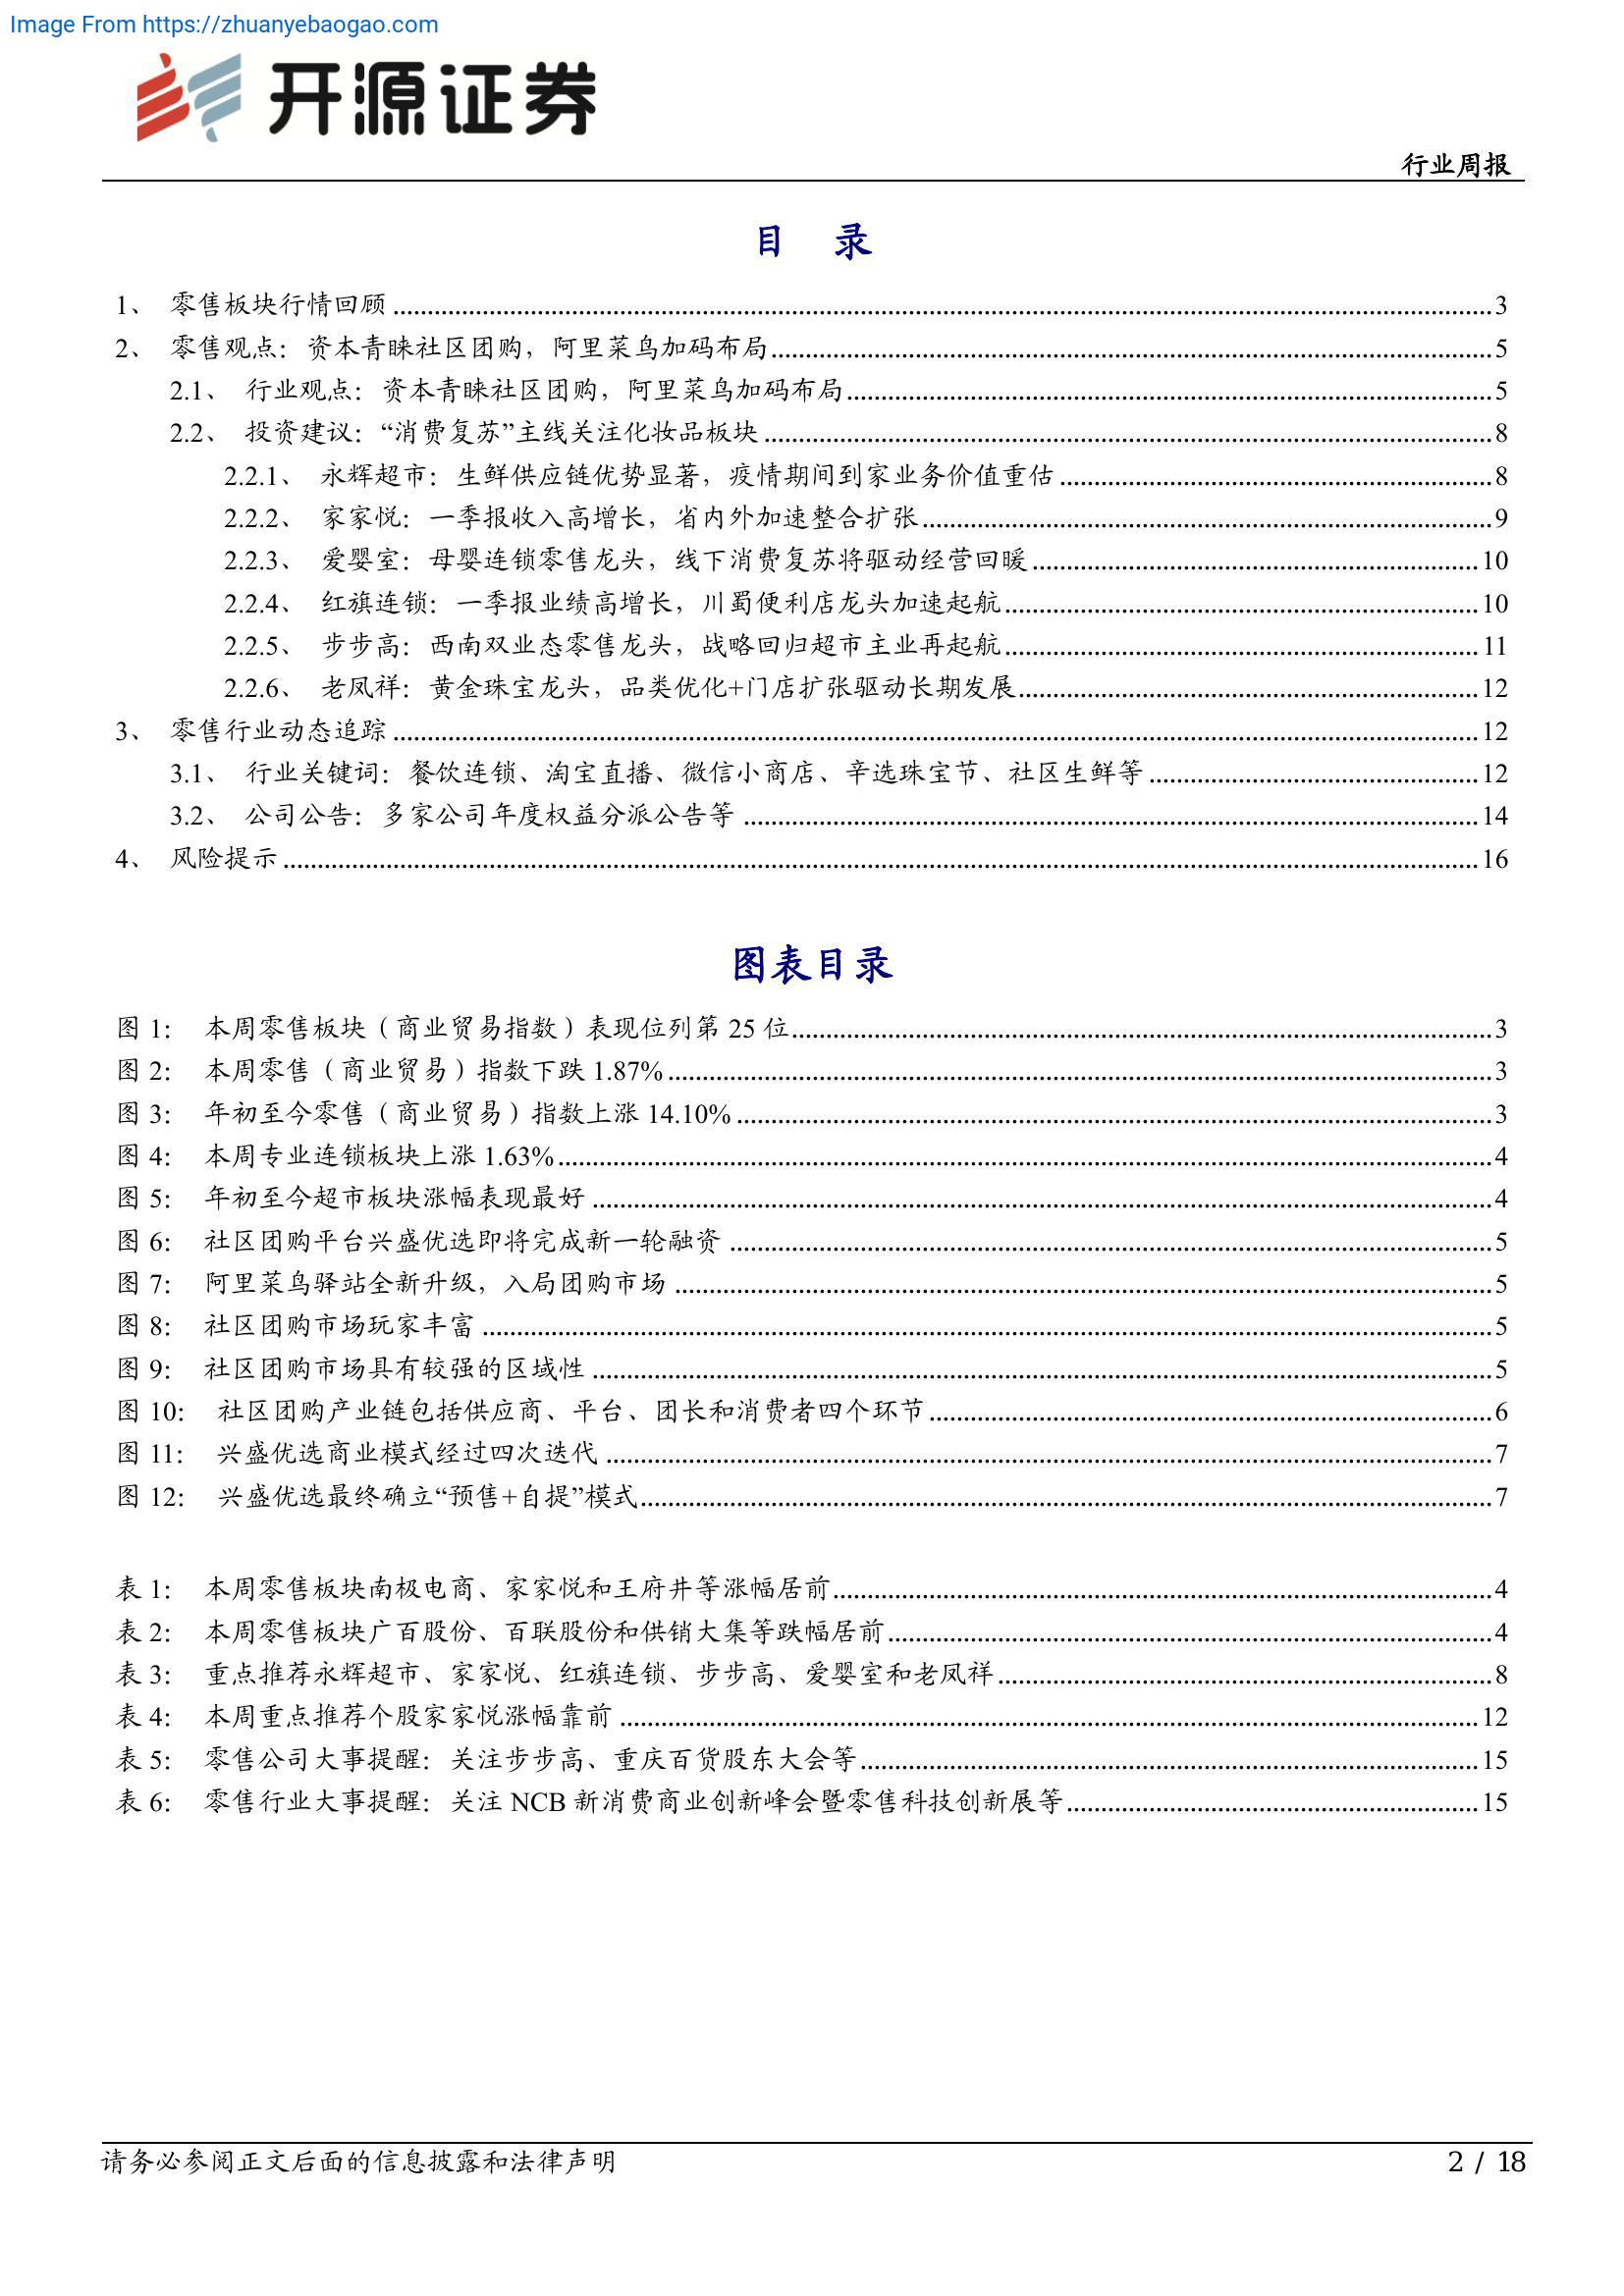 Image From https://zhuanyebaogao.com
开源证券
行业周报
目 录
1、 零售板块行情回顾 ........ 3
2、 零售观点：资本青睐社区团购，阿里菜鸟加码布局 ........ 5
2.1、 行业观点：资本青睐社区团购，阿里菜鸟加码布局 ........ 5
2.2、 投资建议：“消费复苏”主线关注化妆品板块 ........ 8
2.2.1、 永辉超市：生鲜供应链优势显著，疫情期间到家业务价值重估 ........ 8
2.2.2、 家家悦：一季报收入高增长，省内外加速整合扩张 ........ 9
2.2.3、 爱婴室：母婴连锁零售龙头，线下消费复苏将驱动经营回暖 ........ 10
2.2.4、 红旗连锁：一季报业绩高增长，川蜀便利店龙头加速起航 ........ 10
2.2.5、 步步高：西南双业态零售龙头，战略回归超市主业再起航 ........ 11
2.2.6、 老凤祥：黄金珠宝龙头，品类优化+门店扩张驱动长期发展 ........ 12
3、 零售行业动态追踪 ........ 12
3.1、 行业关键词：餐饮连锁、淘宝直播、微信小商店、辛选珠宝节、社区生鲜等 ........ 12
3.2、 公司公告：多家公司年度权益分派公告等 ........ 14
4、 风险提示 ........ 16
图表目录
图 1： 本周零售板块（商业贸易指数）表现位列第 25 位 ........ 3
图 2： 本周零售（商业贸易）指数下跌 1.87% ........ 3
图 3： 年初至今零售（商业贸易）指数上涨 14.10% ........ 3
图 4： 本周专业连锁板块上涨 1.63% ........ 4
图 5： 年初至今超市板块涨幅表现最好 ........ 4
图 6： 社区团购平台兴盛优选即将完成新一轮融资 ........ 5
图 7： 阿里菜鸟驿站全新升级，入局团购市场 ........ 5
图 8： 社区团购市场玩家丰富 ........ 5
图 9： 社区团购市场具有较强的区域性 ........ 5
图 10： 社区团购产业链包括供应商、平台、团长和消费者四个环节 ........ 6
图 11： 兴盛优选商业模式经过四次迭代 ........ 7
图 12： 兴盛优选最终确立“预售+自提”模式 ........ 7
表 1： 本周零售板块南极电商、家家悦和王府井等涨幅居前 ........ 4
表 2： 本周零售板块广百股份、百联股份和供销大集等跌幅居前 ........ 4
表 3： 重点推荐永辉超市、家家悦、红旗连锁、步步高、爱婴室和老凤祥 ........ 8
表 4： 本周重点推荐个股家家悦涨幅靠前 ........ 12
表 5： 零售公司大事提醒：关注步步高、重庆百货股东大会等 ........ 15
表 6： 零售行业大事提醒：关注 NCB 新消费商业创新峰会暨零售科技创新展等 ........ 15
请务必参阅正文后面的信息披露和法律声明
2 / 18